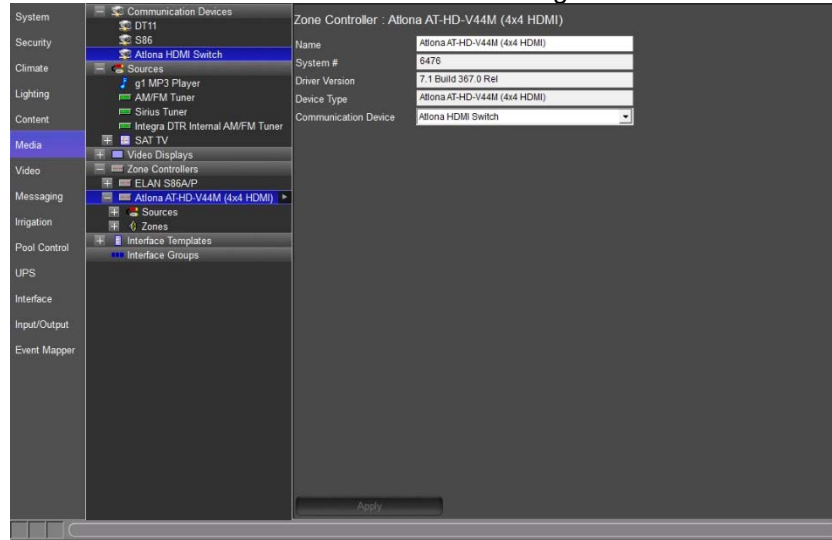 System
Security
Climate
Lighting
Content
Media
Video
Messaging
Irrigation
Pool Control
UPS
Interface
Input/Output
Event Mapper
Communication Devices
DT11
S86
Atlona HDMI Switch
Sources
g1 MP3 Player
AM/FM Tuner
Sirius Tuner
Integra DTR Internal AM/FM Tuner
SAT TV
Video Displays
Zone Controllers
ELAN S86A/P
Atlona AT-HD-V44M (4x4 HDMI)
Sources
Zones
Interface Templates
Interface Groups
Zone Controller : Atlona AT-HD-V44M (4x4 HDMI)
Name Atlona AT-HD-V44M (4x4 HDMI)
System # 6476
Driver Version 7.1 Build 367.0 Rel
Device Type Atlona AT-HD-V44M (4x4 HDMI)
Communication Device Atlona HDMI Switch
Apply